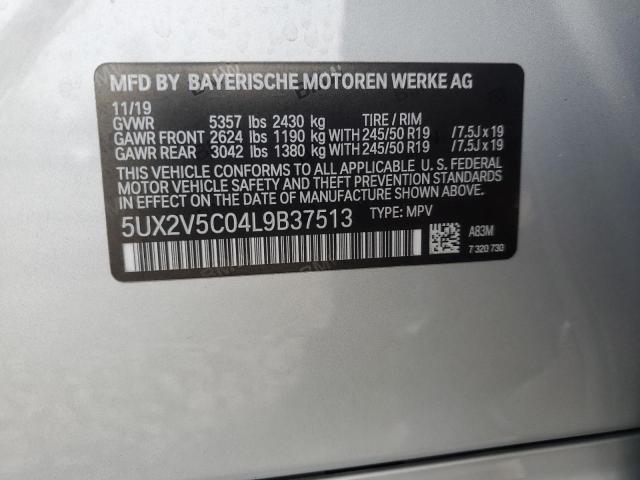 MFD BY BAYERISCHE MOTOREN WERKE AG
11/19
GVWR 5357 lbs 2430 kg TIRE / RIM
GAWR FRONT 2624 lbs 1190 kg WITH 245/50 R19 /7.5J x 19
GAWR REAR 3042 lbs 1380 kg WITH 245/50 R19 /7.5J x 19
THIS VEHICLE CONFORMS TO ALL APPLICABLE U.S. FEDERAL
MOTOR VEHICLE SAFETY, BUMPER, AND THEFT PREVENTION STANDARDS
IN EFFECT ON THE DATE OF MANUFACTURE SHOWN ABOVE.
5UX2V5C04L9B37513 TYPE: MPV
A83M
7 320 730